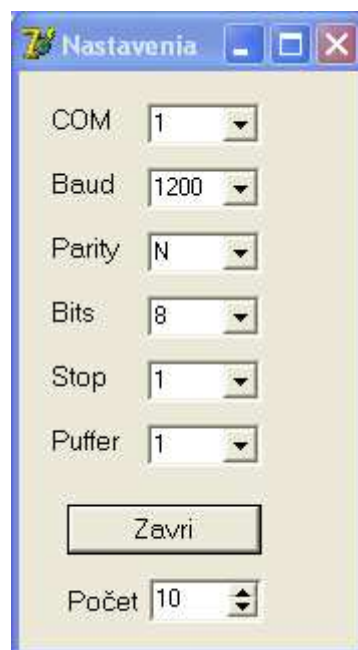 Nastavenia
COM 1
Baud 1200
Parity N
Bits 8
Stop 1
Puffer 1
Zavri
Počet 10